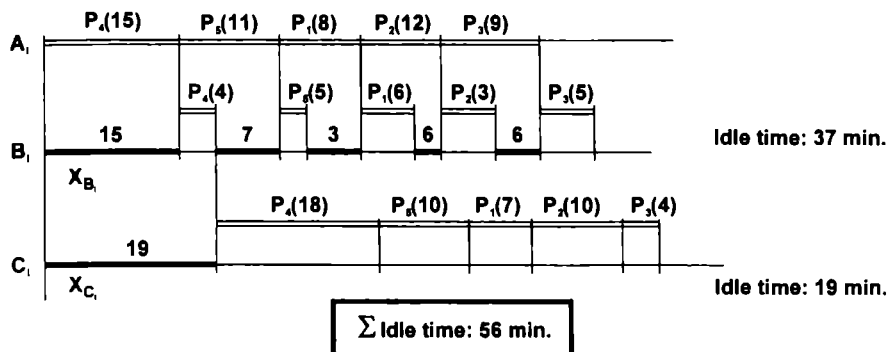 P₄(15) P₅(11) P₁(8) P₂(12) P₃(9)
A₁
P₄(4) P₅(5) P₁(6) P₂(3) P₃(5)
15 7 3 6 6
B₁
Idle time: 37 min.
X_B₁
P₄(18) P₅(10) P₁(7) P₂(10) P₃(4)
19
C₁
X_C₁
Idle time: 19 min.
∑ Idle time: 56 min.